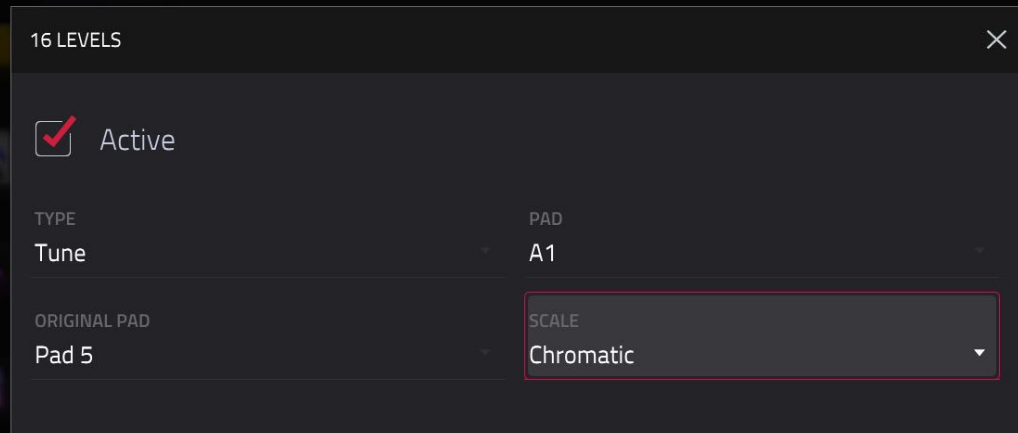 16 LEVELS
Active
TYPE
Tune
PAD
A1
ORIGINAL PAD
Pad 5
SCALE
Chromatic